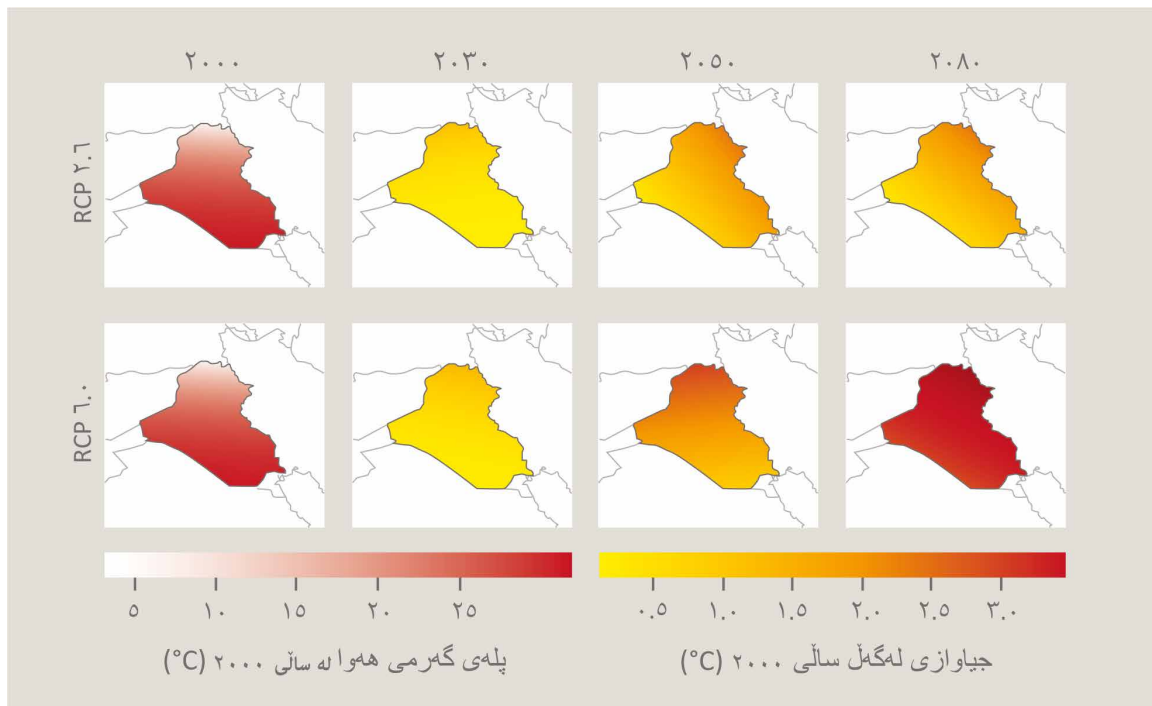 ٢٠٠٠ ٢٠٣٠ ٢٠٥٠ ٢٠٨٠
RCP ٢.٦
RCP ٦.٠
٥ ١٠ ١٥ ٢٠ ٢٥
٠.٥ ١.٠ ١.٥ ٢.٠ ٢.٥ ٣.٠
پلەی گەرمی هەوا لە ساڵی ٢٠٠٠ (°C)
جیاوازی لەگەڵ ساڵی ٢٠٠٠ (°C)